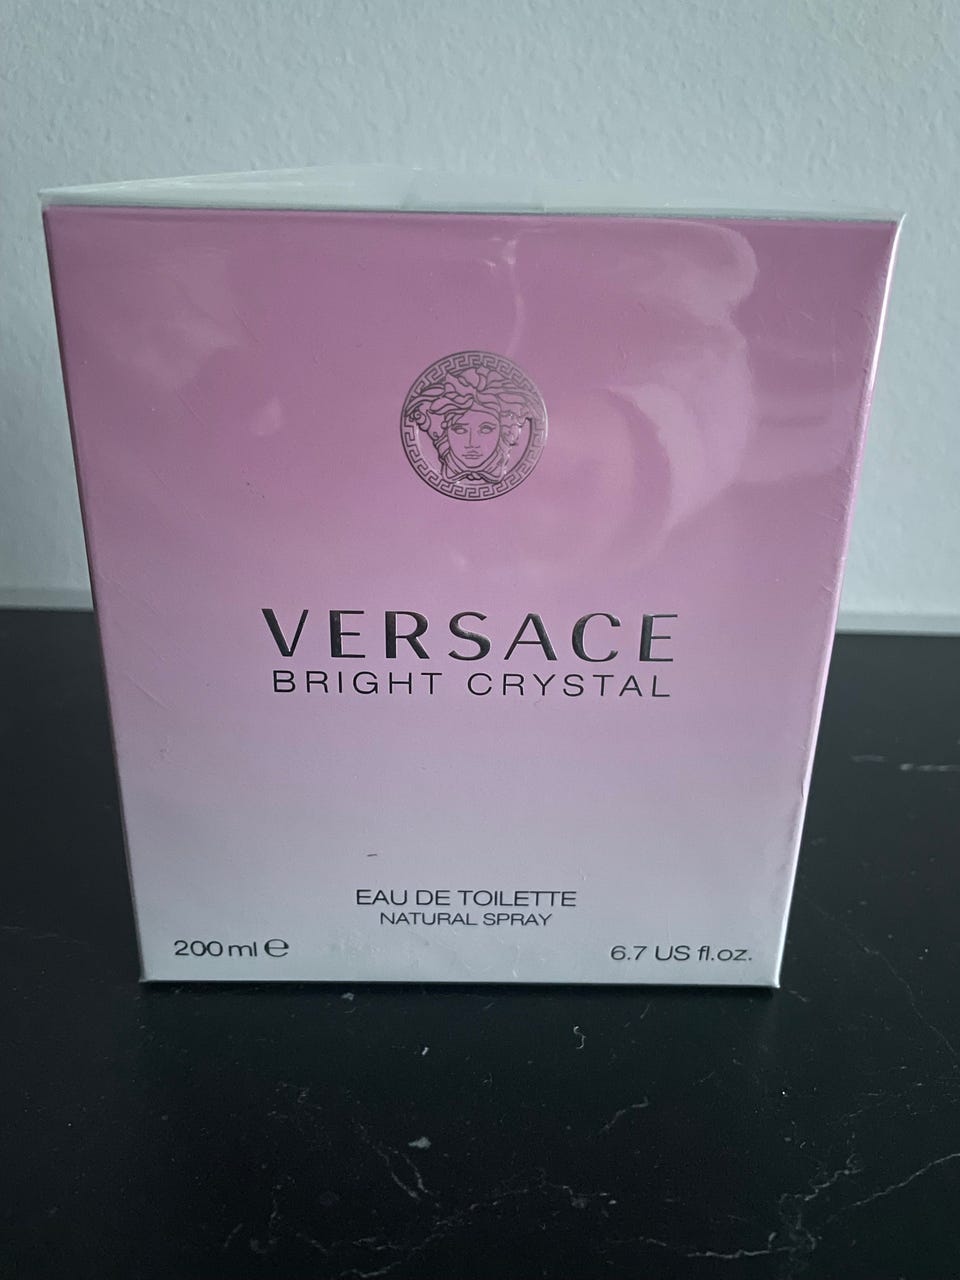 VERSACE
BRIGHT CRYSTAL
EAU DE TOILETTE
NATURAL SPRAY
200 ml ℮
6.7 US fl.oz.